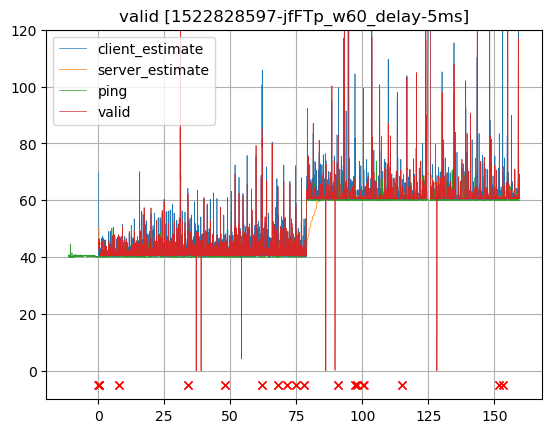 valid [1522828597-jfFTp_w60_delay-5ms]
120
100
80
60
40
20
0
client_estimate
server_estimate
ping
valid
0 25 50 75 100 125 150